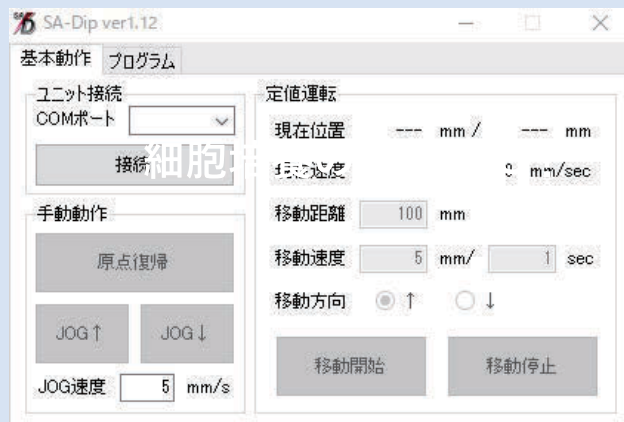 SA-Dip ver1.12
基本動作 プログラム
ユニット接続
COMポート
接続
手動動作
原点復帰
JOG↑ JOG↓
JOG速度 5 mm/s
定値運転
現在位置 --- mm / --- mm
速度 mm/sec
移動距離 100 mm
移動速度 5 mm/ 1 sec
移動方向 ↑ ↓
移動開始 移動停止
細胞